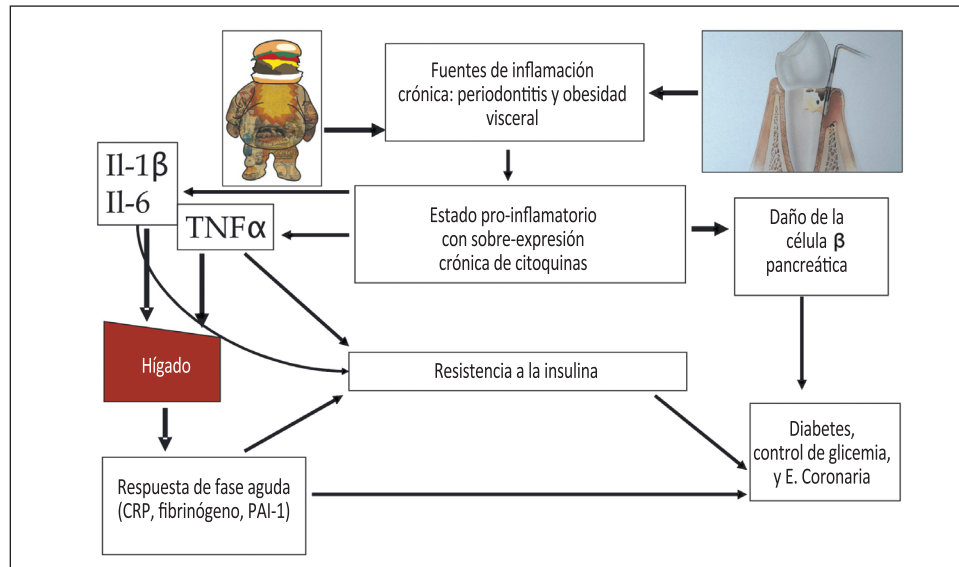 Fuentes de inflamación
crónica: periodontitis y obesidad
visceral
Il-1β
Il-6
TNFα
Estado pro-inflamatorio
con sobre-expresión
crónica de citoquinas
Daño de la
célula β
pancreática
Hígado
Resistencia a la insulina
Respuesta de fase aguda
(CRP, fibrinógeno, PAI-1)
Diabetes,
control de glicemia,
y E. Coronaria